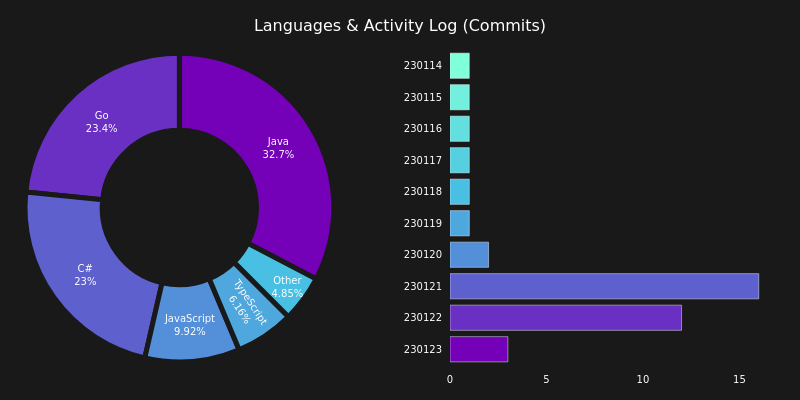 Languages & Activity Log (Commits)
Java
32.7%
Go
23.4%
C#
23%
JavaScript
9.92%
TypeScript
6.16%
Other
4.85%
230114
230115
230116
230117
230118
230119
230120
230121
230122
230123
0
5
10
15